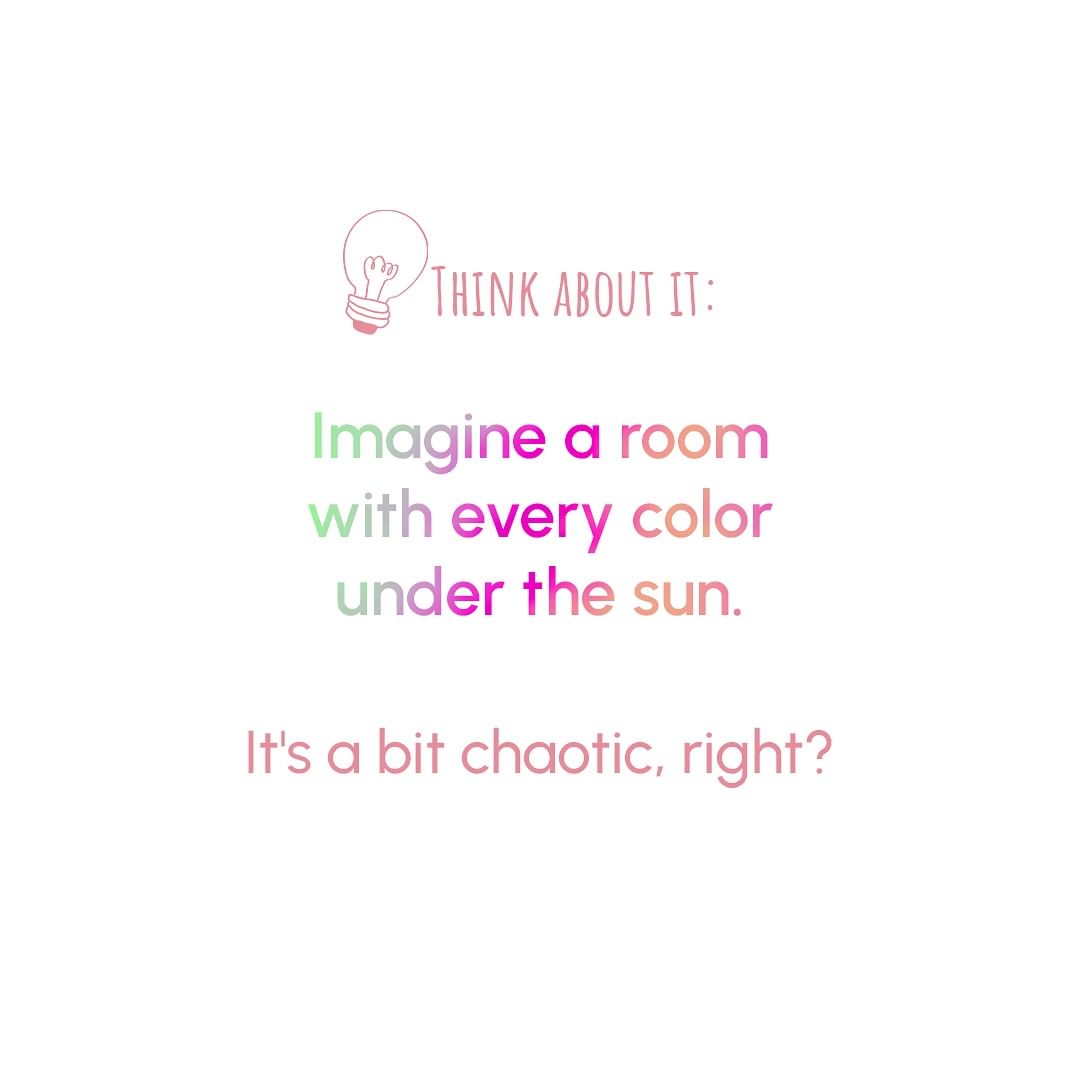 Think about it:
Imagine a room
with every color
under the sun.
It's a bit chaotic, right?